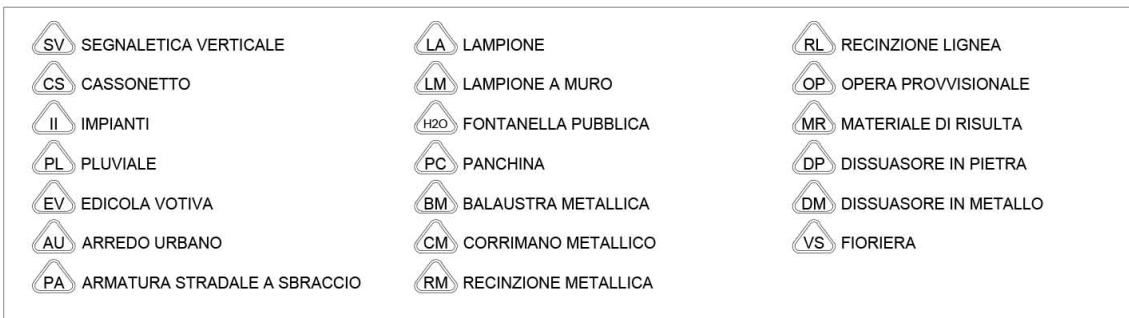 SV SEGNALETICA VERTICALE
CS CASSONETTO
II IMPIANTI
PL PLUVIALE
EV EDICOLA VOTIVA
AU ARREDO URBANO
PA ARMATURA STRADALE A SBRACCIO
LA LAMPIONE
LM LAMPIONE A MURO
H2O FONTANELLA PUBBLICA
PC PANCHINA
BM BALAUSTRA METALLICA
CM CORRIMANO METALLICO
RM RECINZIONE METALLICA
RL RECINZIONE LIGNEA
OP OPERA PROVVISIONALE
MR MATERIALE DI RISULTA
DP DISSUASORE IN PIETRA
DM DISSUASORE IN METALLO
VS FIORIERA